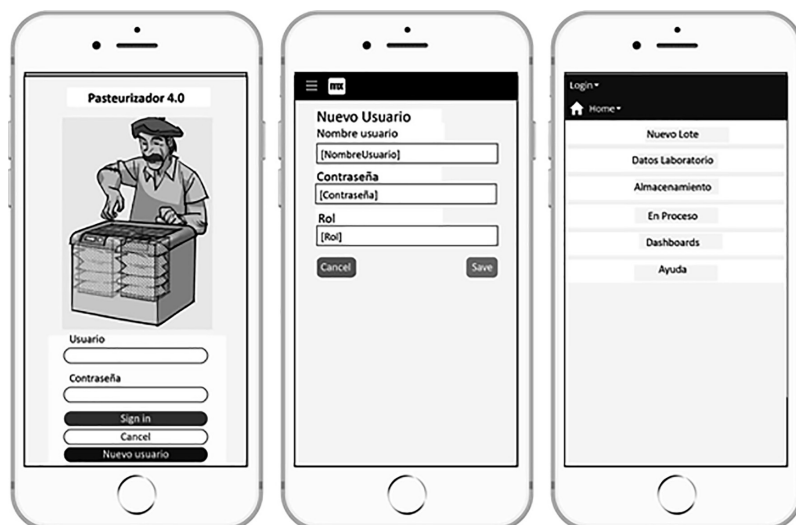 Pasteurizador 4.0
Usuario
Contraseña
Sign in
Cancel
Nuevo usuario
mx
Nuevo Usuario
Nombre usuario
[NombreUsuario]
Contraseña
[Contraseña]
Rol
[Rol]
Cancel Save
Login
Home
Nuevo Lote
Datos Laboratorio
Almacenamiento
En Proceso
Dashboards
Ayuda